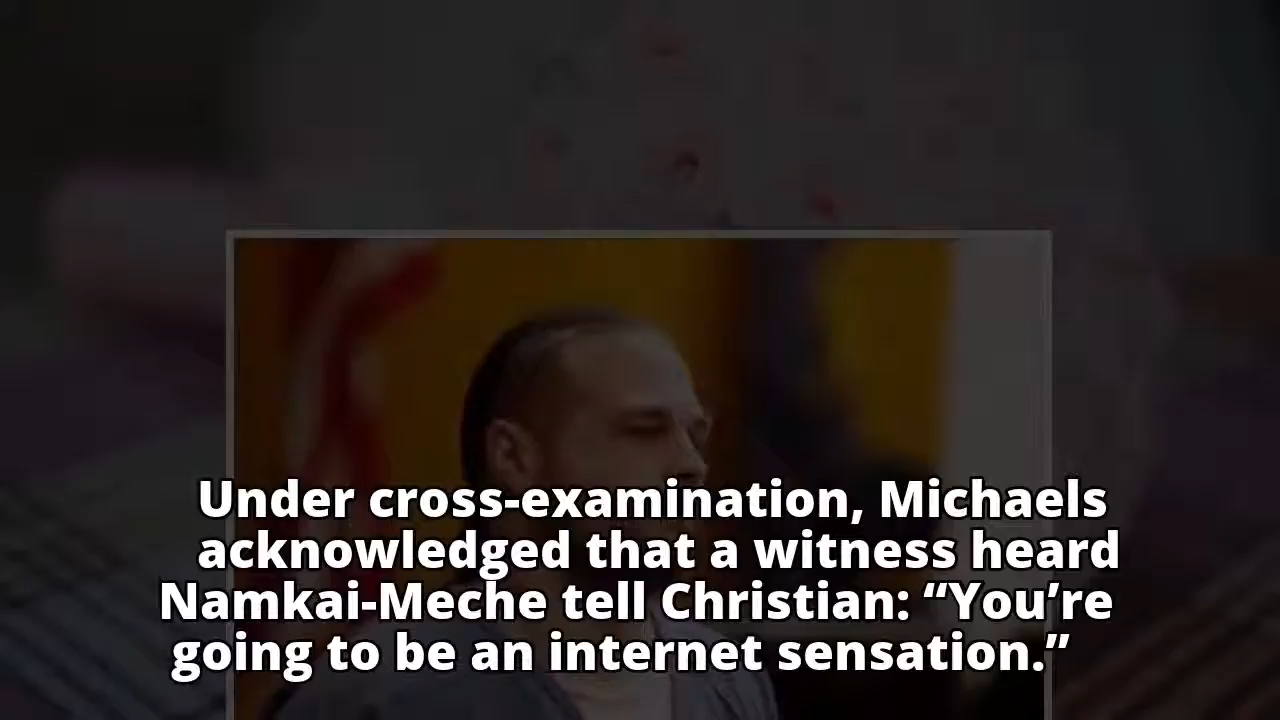 Under cross-examination, Michaels
acknowledged that a witness heard
Namkai-Meche tell Christian: “You’re
going to be an internet sensation.”